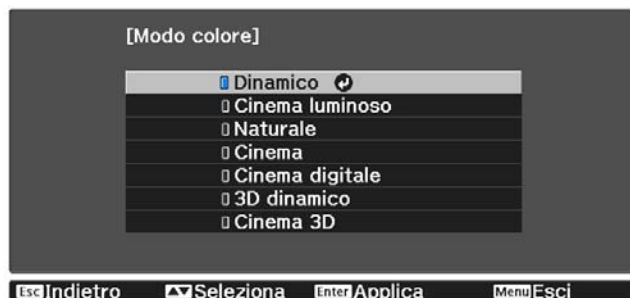 [Modo colore]
Dinamico
Cinema luminoso
Naturale
Cinema
Cinema digitale
3D dinamico
Cinema 3D
Esc Indietro Seleziona Enter Applica Menu Esci